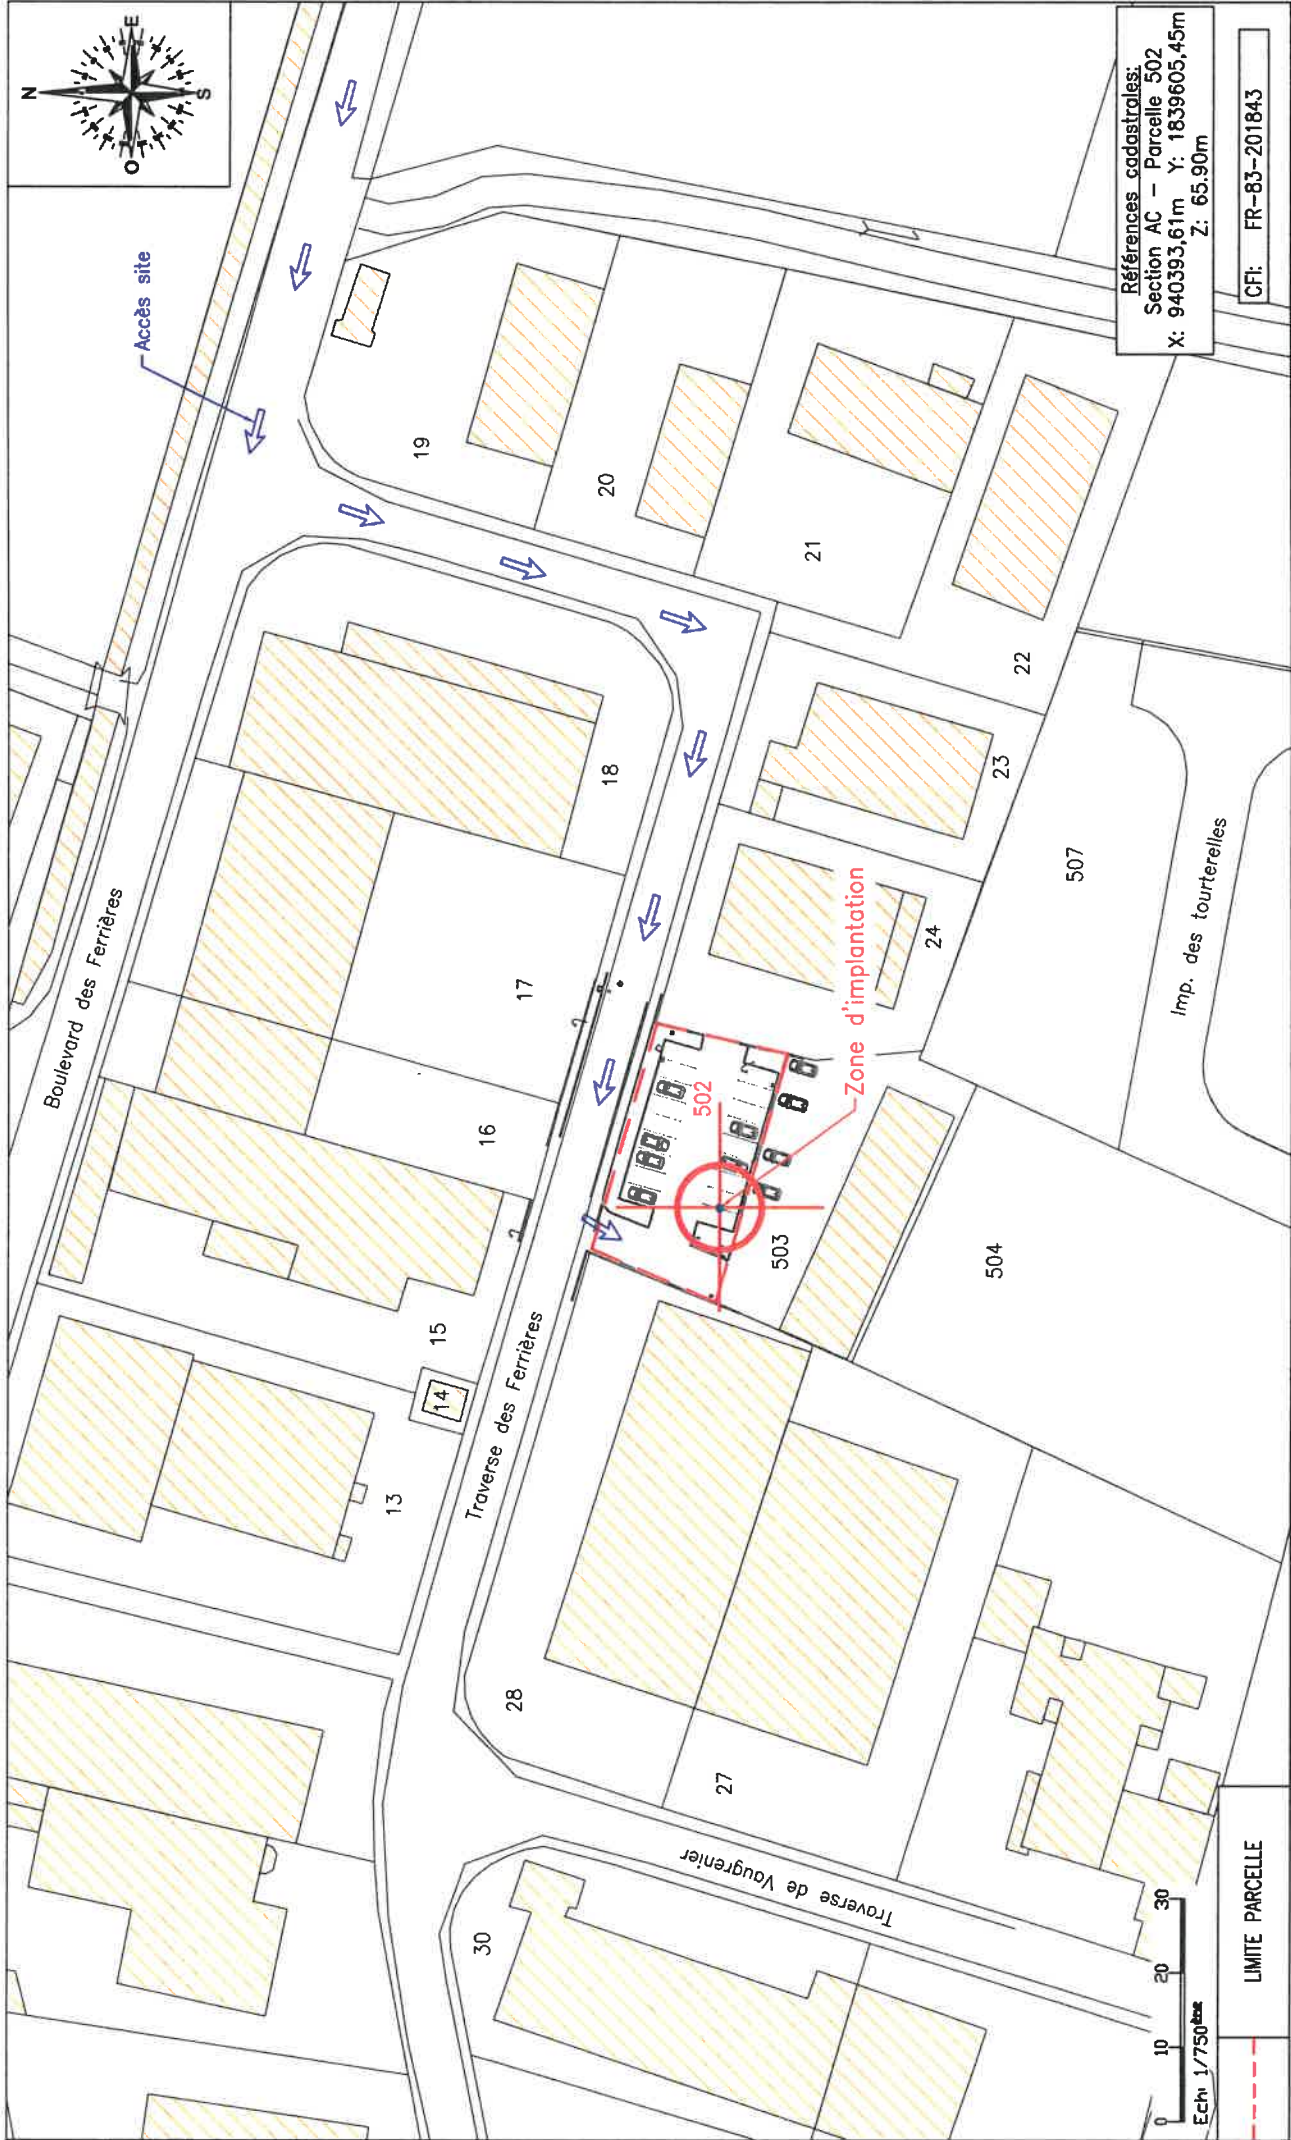 N
E
S
O
Accès site
Boulevard des Ferrières
19
20
21
22
23
24
18
17
16
15
14
13
502
503
504
507
Zone d'implantation
Imp. des tourterelles
Traverse des Ferrières
28
27
30
Traverse de Vaugrenier
Références cadastrales:
Section AC - Parcelle 502
X: 940393,61m Y: 1839605,45m
Z: 65.90m
CFI: FR-83-201843
0 10 20 30
Ech: 1/750ème
LIMITE PARCELLE